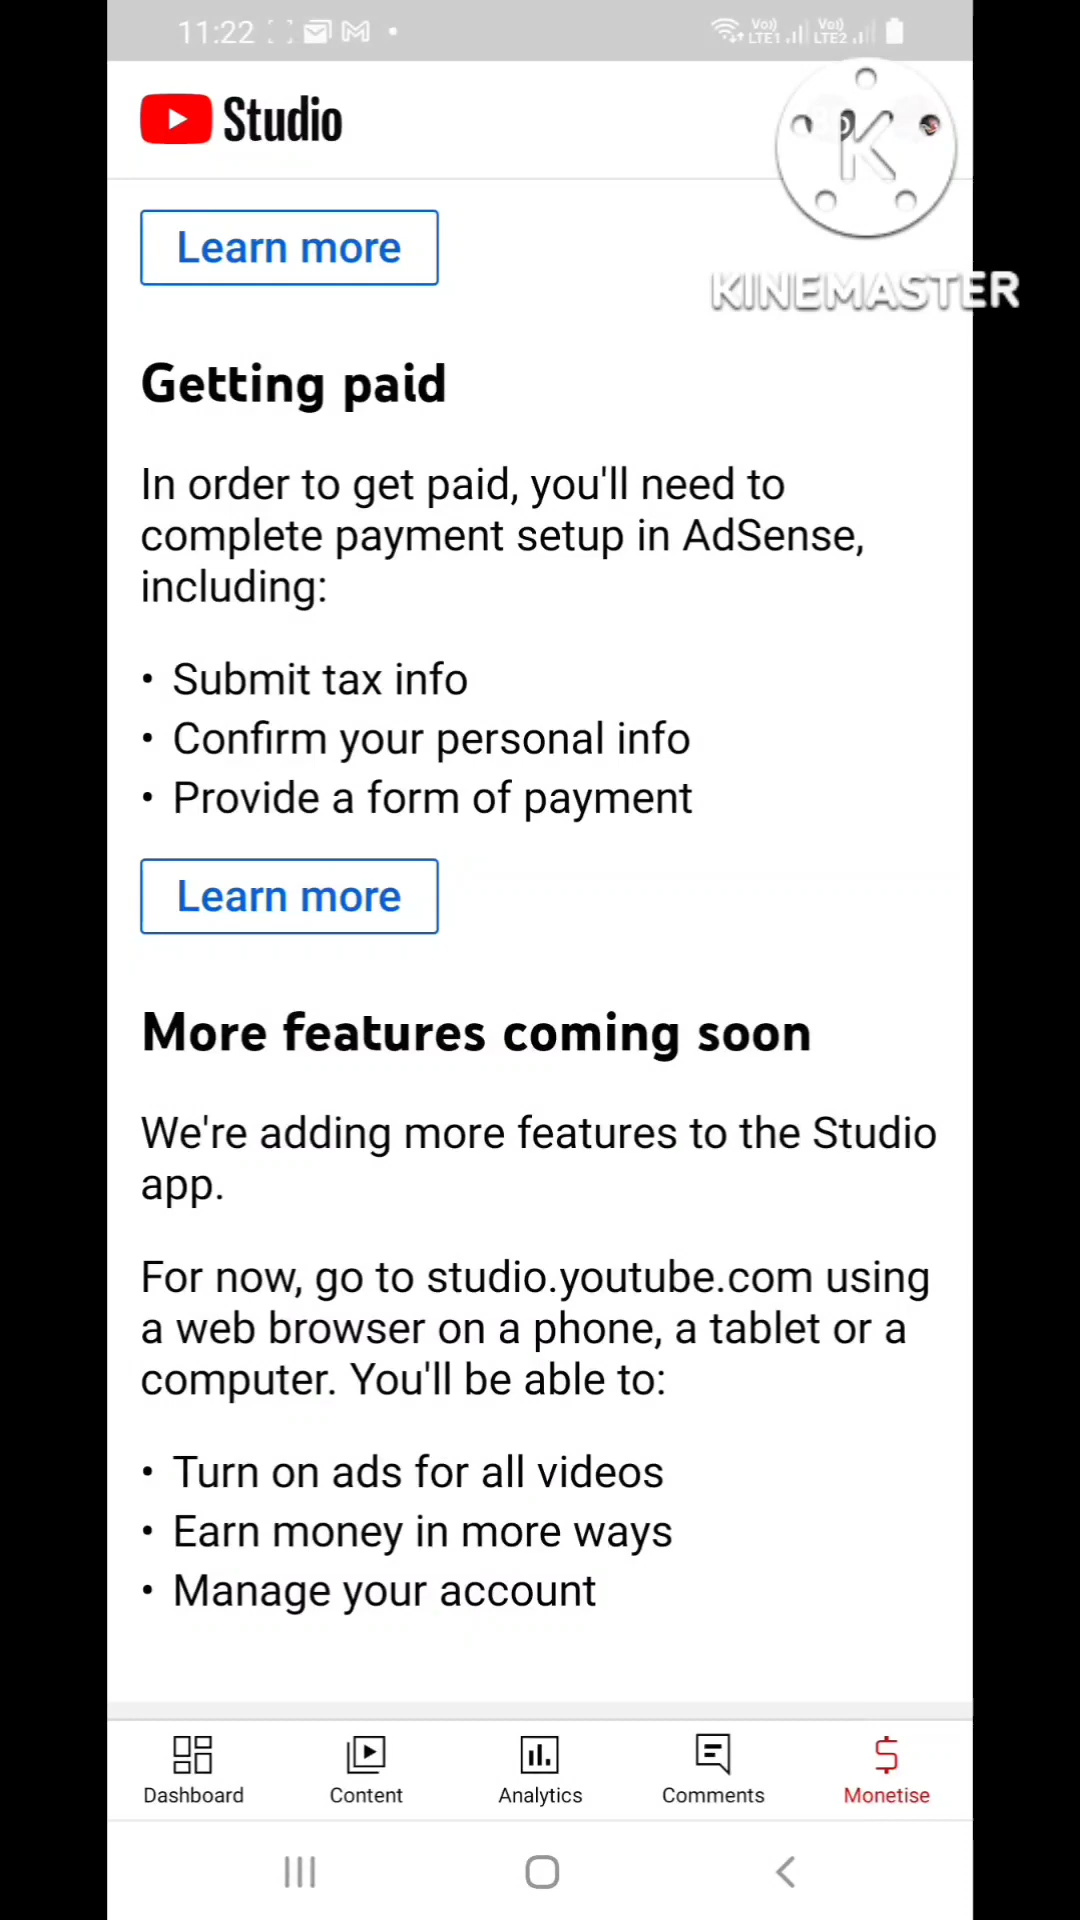 11:22
Vo)) LTE1 Vo)) LTE2
Studio
K
KINEMASTER
Learn more
Getting paid
In order to get paid, you'll need to
complete payment setup in AdSense,
including:
• Submit tax info
• Confirm your personal info
• Provide a form of payment
Learn more
More features coming soon
We're adding more features to the Studio
app.
For now, go to studio.youtube.com using
a web browser on a phone, a tablet or a
computer. You'll be able to:
• Turn on ads for all videos
• Earn money in more ways
• Manage your account
Dashboard
Content
Analytics
Comments
Monetise